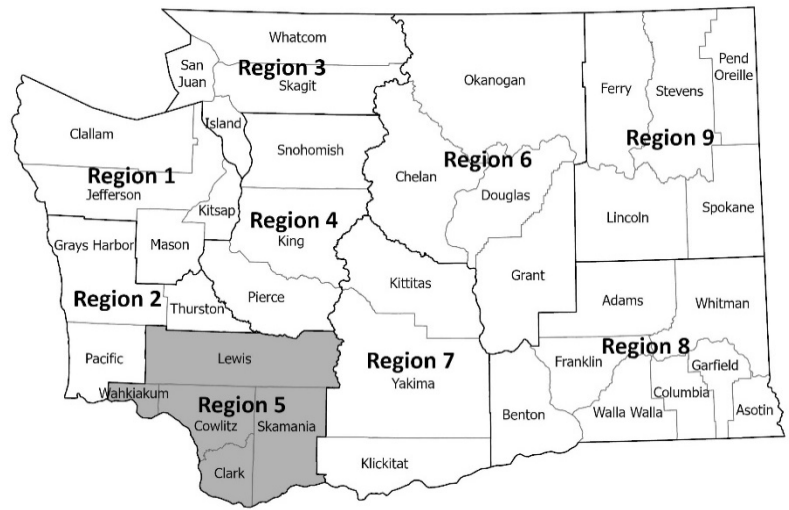 Whatcom
San
Juan
Region 3
Skagit
Okanogan
Ferry
Stevens
Pend
Oreille
Island
Clallam
Snohomish
Region 9
Region 6
Chelan
Douglas
Region 1
Jefferson
Kitsap
Region 4
King
Lincoln
Spokane
Grays Harbor
Mason
Kittitas
Grant
Region 2
Thurston
Pierce
Adams
Whitman
Pacific
Lewis
Region 7
Yakima
Region 8
Franklin
Garfield
Wahkiakum
Region 5
Cowlitz
Skamania
Benton
Walla Walla
Columbia
Asotin
Clark
Klickitat